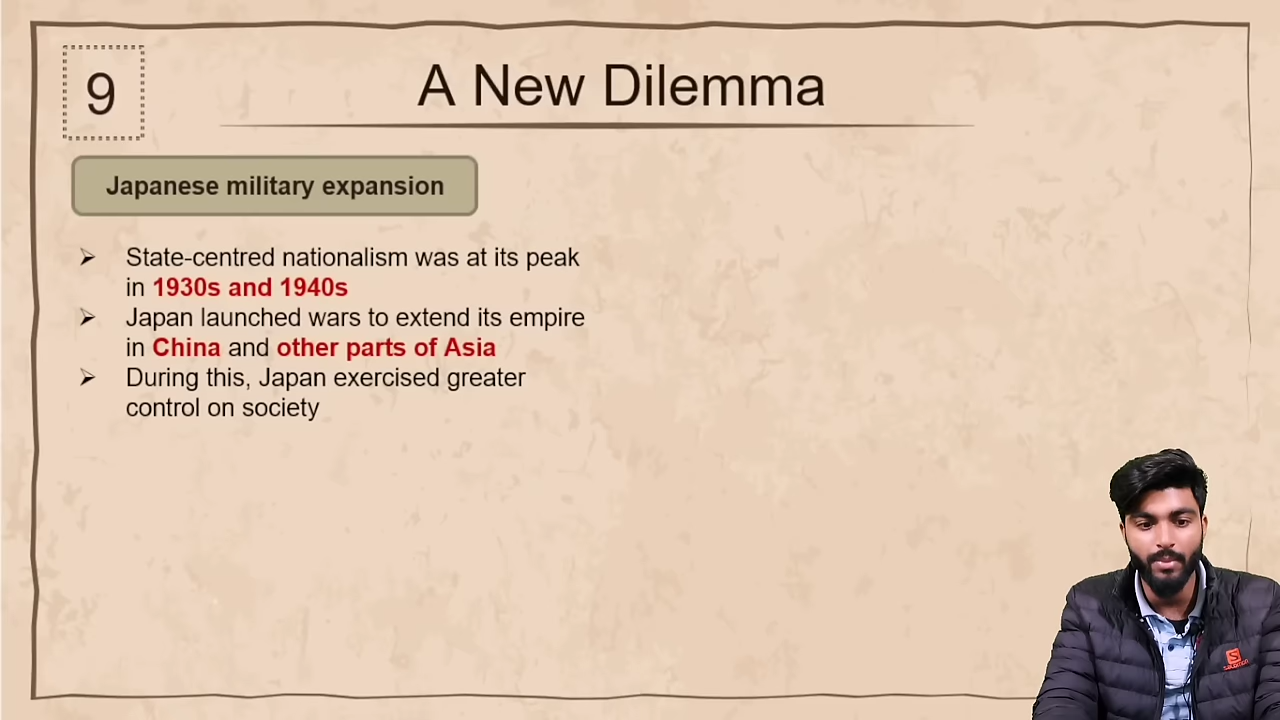 9
A New Dilemma
Japanese military expansion
State-centred nationalism was at its peak
in 1930s and 1940s
Japan launched wars to extend its empire
in China and other parts of Asia
During this, Japan exercised greater
control on society
S
SALOMON